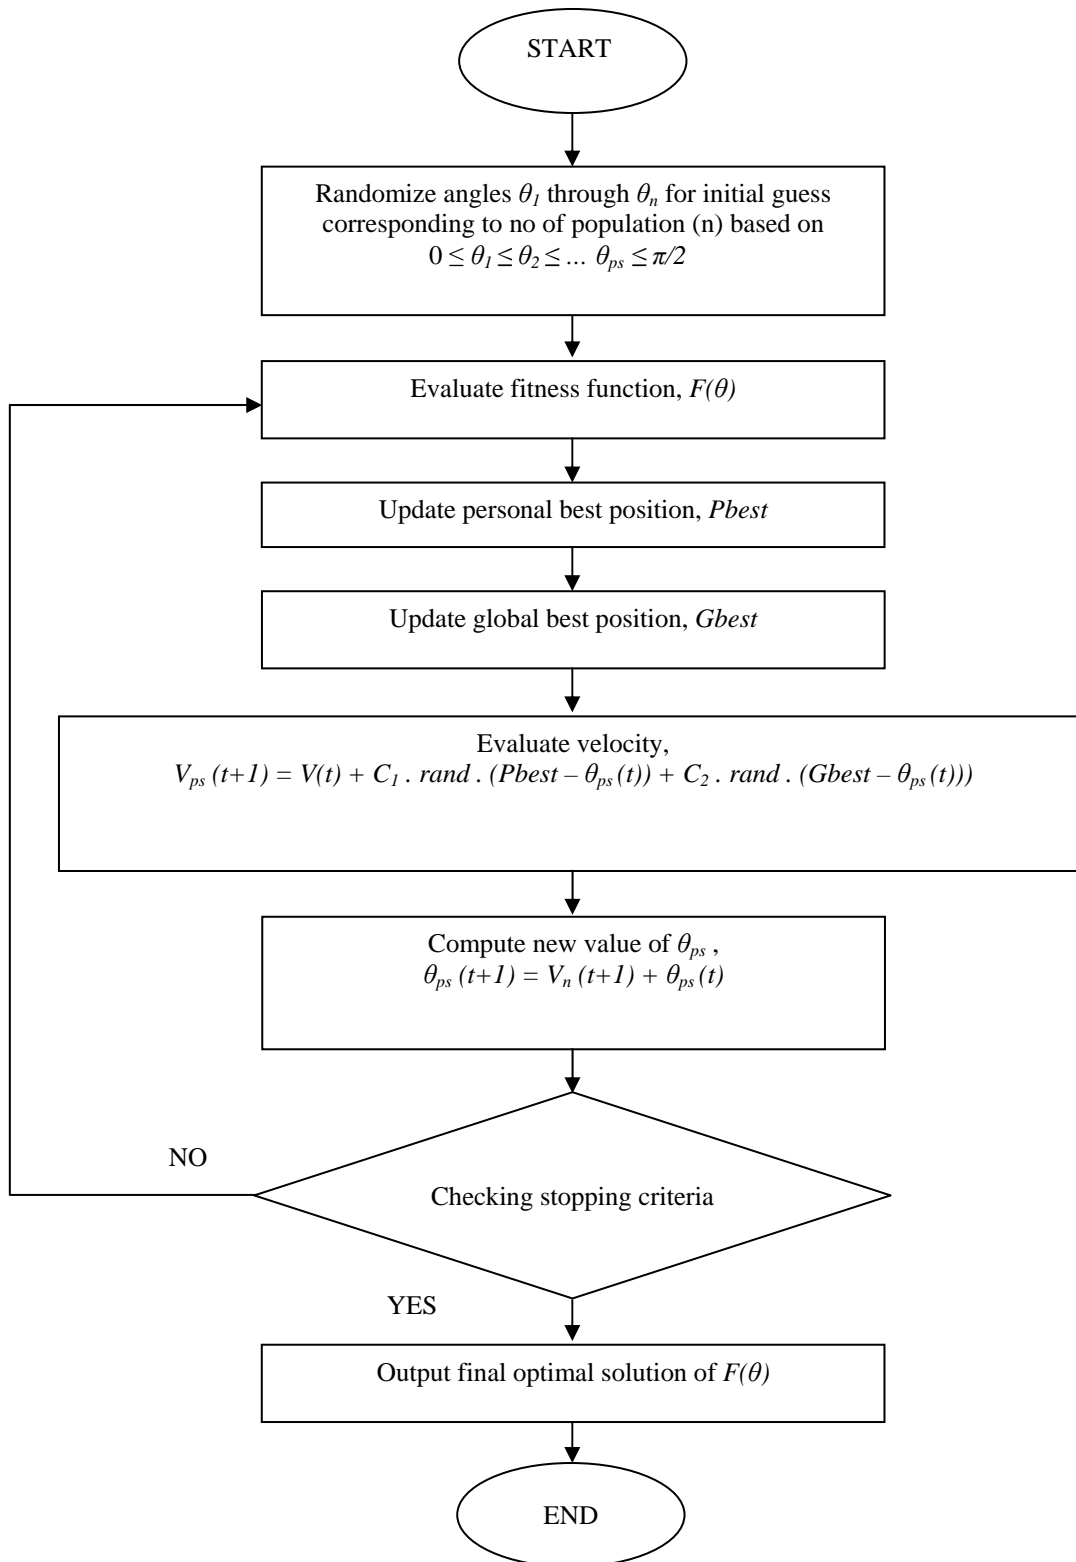 START
Randomize angles θ1 through θn for initial guess
corresponding to no of population (n) based on
0 ≤ θ1 ≤ θ2 ≤ ... θps ≤ π/2
Evaluate fitness function, F(θ)
Update personal best position, Pbest
Update global best position, Gbest
Evaluate velocity,
Vps (t+1) = V(t) + C1 . rand . (Pbest – θps (t)) + C2 . rand . (Gbest – θps (t)))
Compute new value of θps ,
θps (t+1) = Vn (t+1) + θps (t)
NO
Checking stopping criteria
YES
Output final optimal solution of F(θ)
END